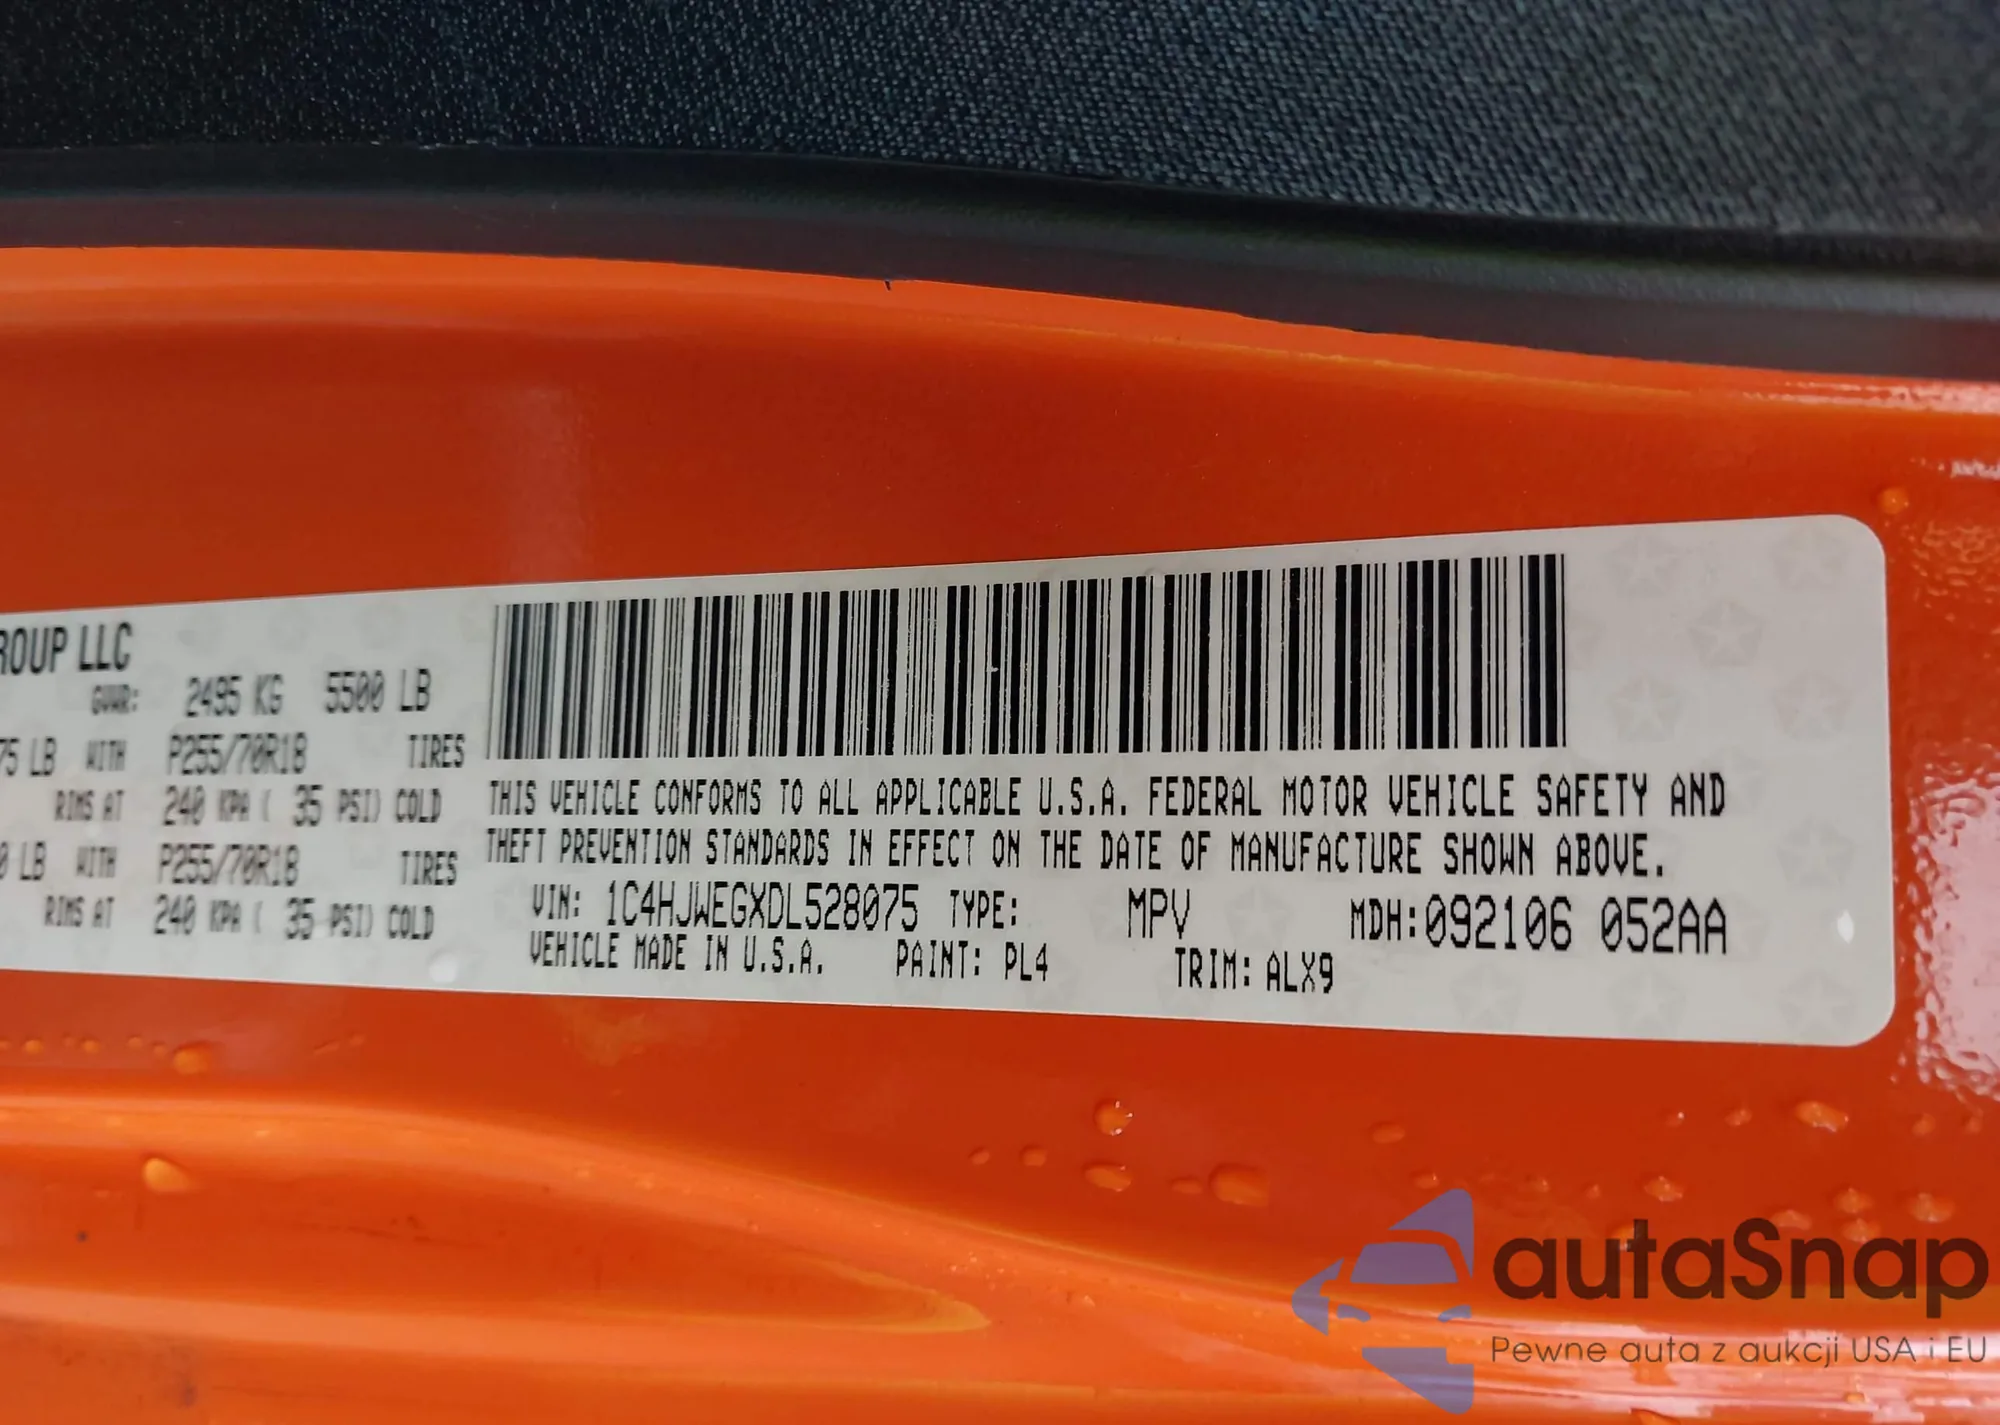 ROUP LLC
GVWR: 2495 KG 5500 LB
75 LB WITH P255/70R18 TIRES
RIMS AT 240 KPA ( 35 PSI) COLD
0 LB WITH P255/70R18 TIRES
RIMS AT 240 KPA ( 35 PSI) COLD
THIS VEHICLE CONFORMS TO ALL APPLICABLE U.S.A. FEDERAL MOTOR VEHICLE SAFETY AND
THEFT PREVENTION STANDARDS IN EFFECT ON THE DATE OF MANUFACTURE SHOWN ABOVE.
VIN: 1C4HJWEGXDL528075 TYPE: MPV MDH:092106 052AA
VEHICLE MADE IN U.S.A. PAINT: PL4 TRIM: ALX9
autaSnap
Pewne auta z aukcji USA i EU